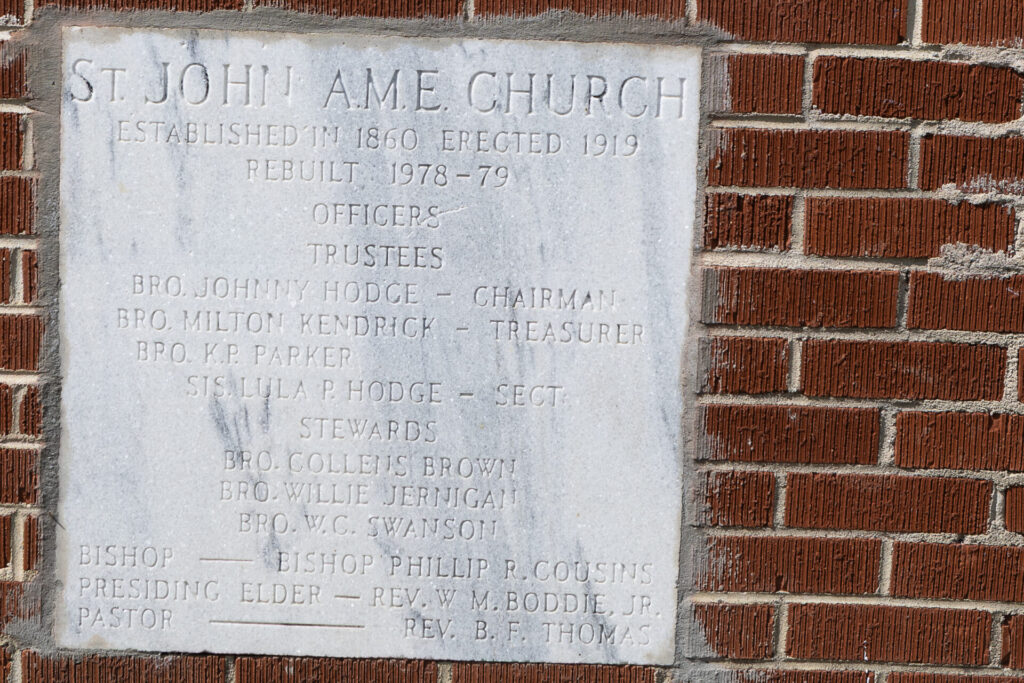 ST. JOHN A.M.E. CHURCH
ESTABLISHED IN 1860 ERECTED 1919
REBUILT 1978-79
OFFICERS
TRUSTEES
BRO. JOHNNY HODGE - CHAIRMAN
BRO. MILTON KENDRICK - TREASURER
BRO. K.P. PARKER
SIS. LULA P. HODGE - SECT.
STEWARDS
BRO. COLLENS BROWN
BRO. WILLIE JERNIGAN
BRO. W.C. SWANSON
BISHOP — BISHOP PHILLIP R. COUSINS
PRESIDING ELDER — REV. W. M. BODDIE, JR.
PASTOR — REV. B. F. THOMAS